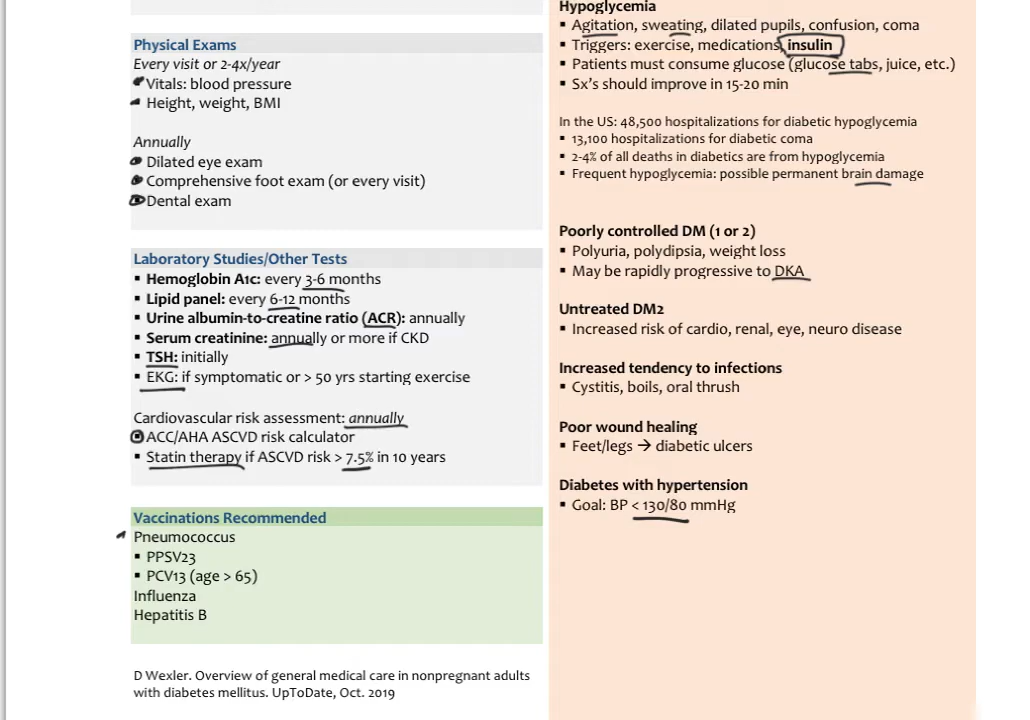 Physical Exams
Every visit or 2-4x/year
▪ Vitals: blood pressure
▪ Height, weight, BMI
Annually
▪ Dilated eye exam
▪ Comprehensive foot exam (or every visit)
▪ Dental exam
Laboratory Studies/Other Tests
▪ Hemoglobin A1c: every 3-6 months
▪ Lipid panel: every 6-12 months
▪ Urine albumin-to-creatine ratio (ACR): annually
▪ Serum creatinine: annually or more if CKD
▪ TSH: initially
▪ EKG: if symptomatic or > 50 yrs starting exercise
Cardiovascular risk assessment: annually
▪ ACC/AHA ASCVD risk calculator
▪ Statin therapy if ASCVD risk > 7.5% in 10 years
Vaccinations Recommended
Pneumococcus
▪ PPSV23
▪ PCV13 (age > 65)
Influenza
Hepatitis B
D Wexler. Overview of general medical care in nonpregnant adults
with diabetes mellitus. UpToDate, Oct. 2019
Hypoglycemia
▪ Agitation, sweating, dilated pupils, confusion, coma
▪ Triggers: exercise, medications, insulin
▪ Patients must consume glucose (glucose tabs, juice, etc.)
▪ Sx's should improve in 15-20 min
In the US: 48,500 hospitalizations for diabetic hypoglycemia
▪ 13,100 hospitalizations for diabetic coma
▪ 2-4% of all deaths in diabetics are from hypoglycemia
▪ Frequent hypoglycemia: possible permanent brain damage
Poorly controlled DM (1 or 2)
▪ Polyuria, polydipsia, weight loss
▪ May be rapidly progressive to DKA
Untreated DM2
▪ Increased risk of cardio, renal, eye, neuro disease
Increased tendency to infections
▪ Cystitis, boils, oral thrush
Poor wound healing
▪ Feet/legs → diabetic ulcers
Diabetes with hypertension
▪ Goal: BP < 130/80 mmHg